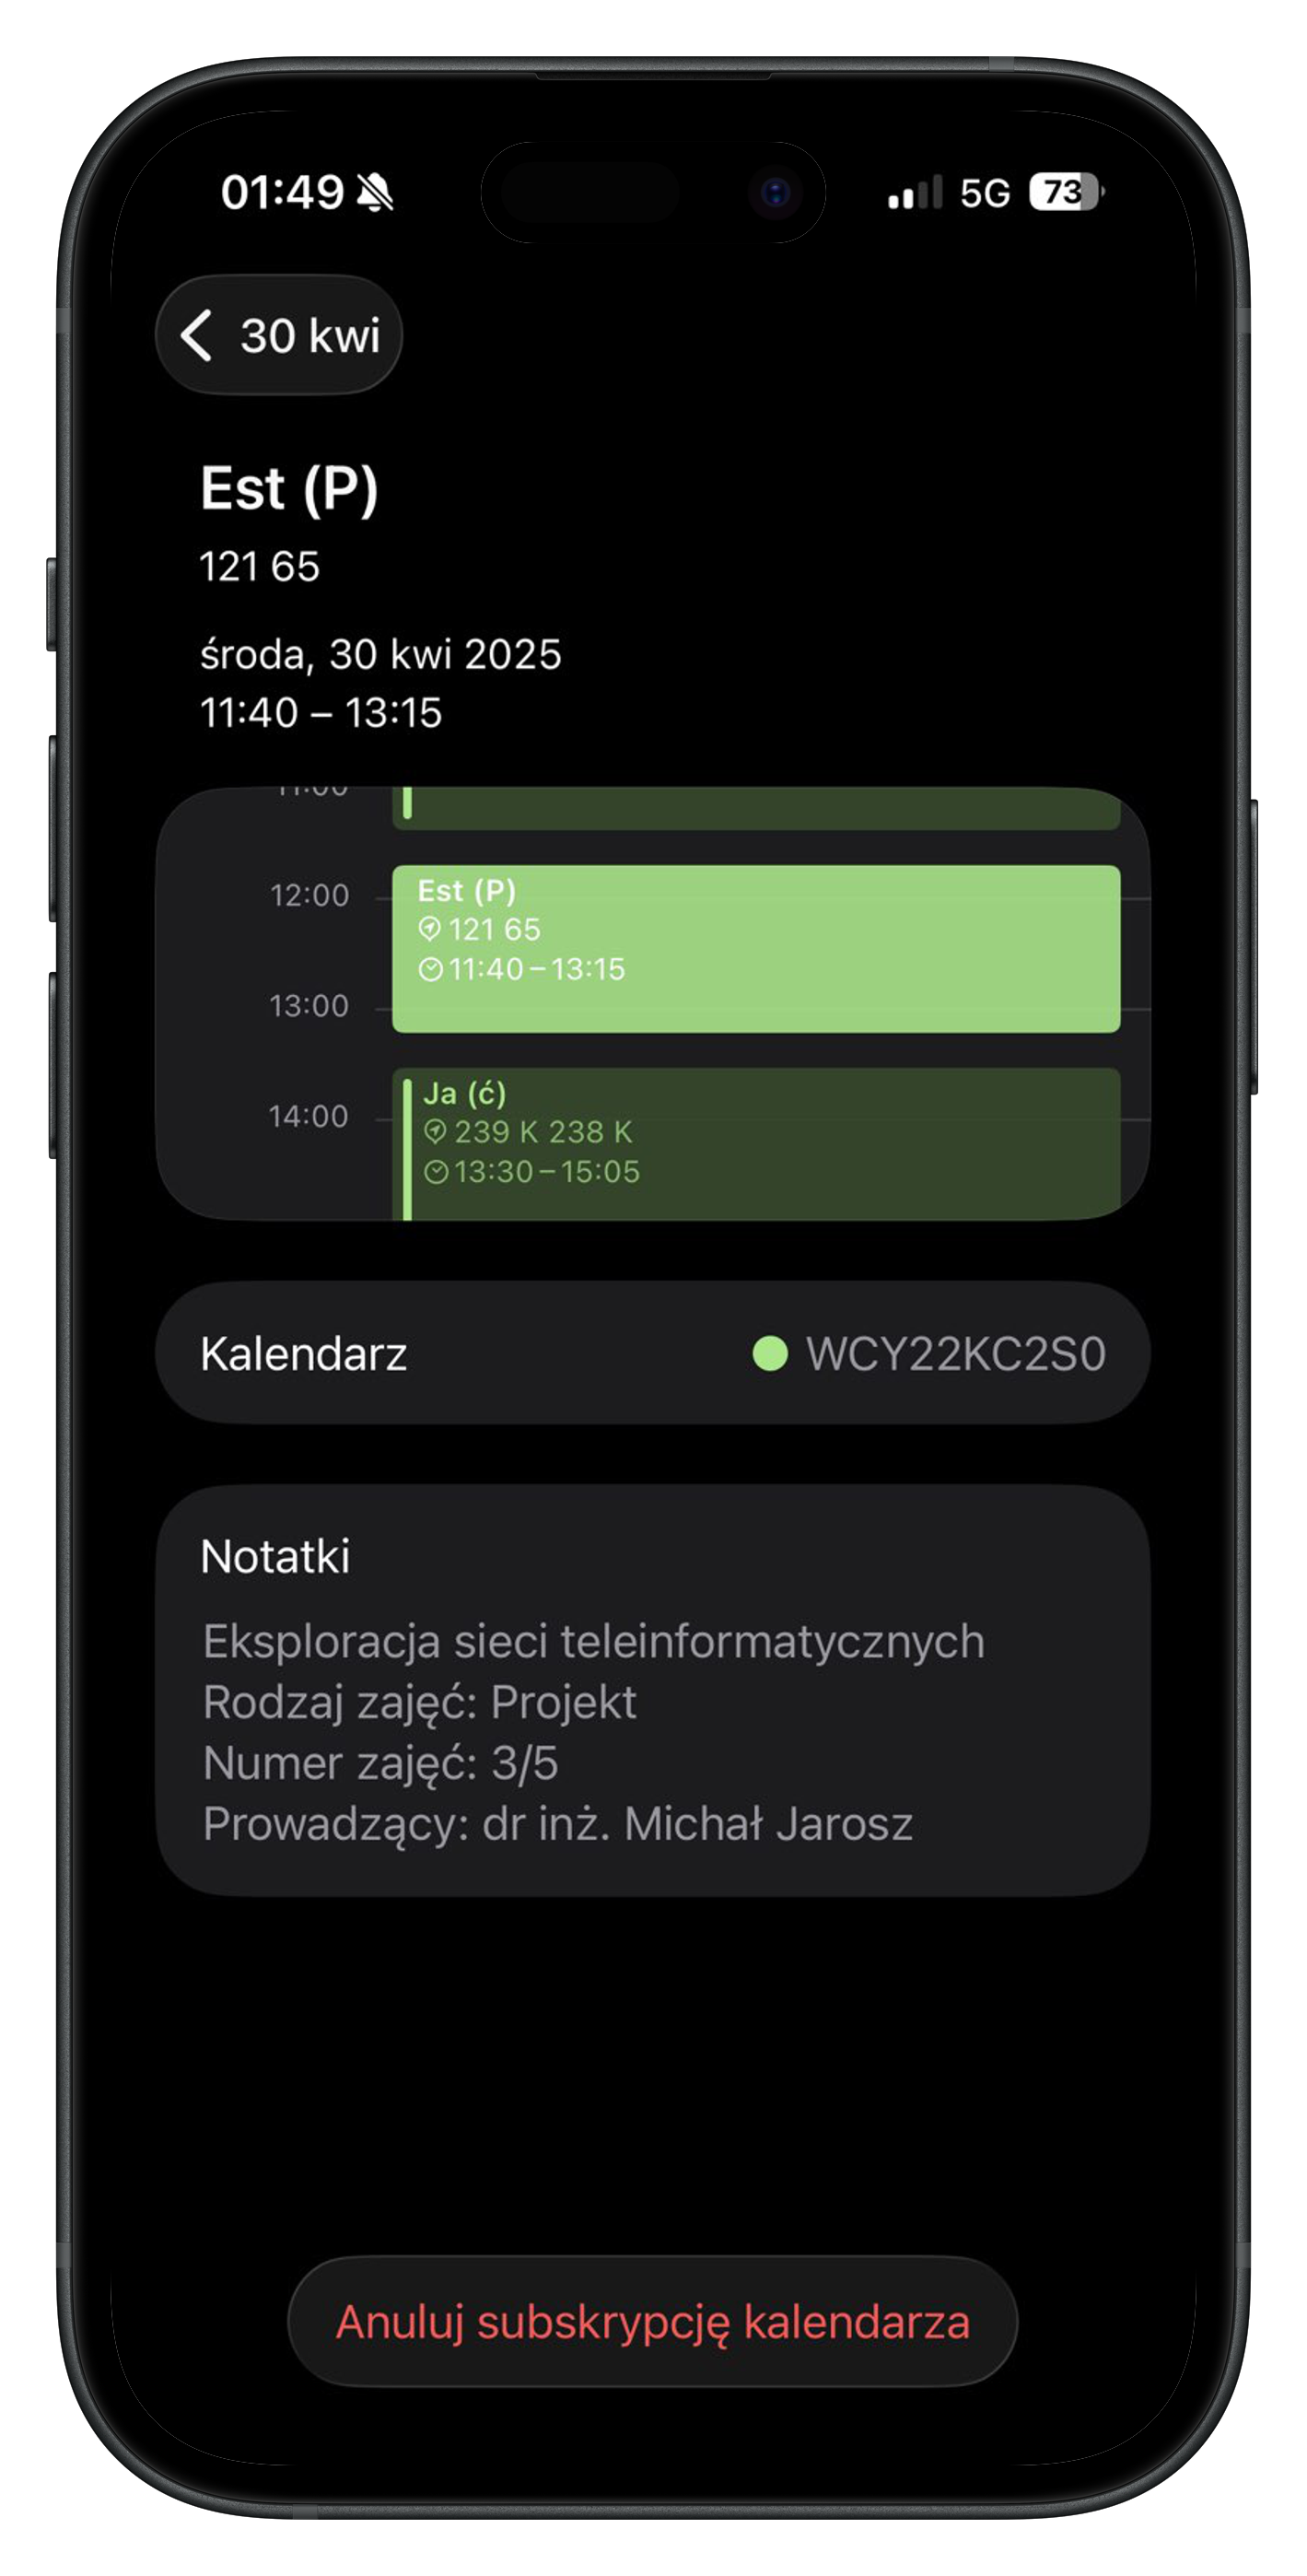 01:49
5G
73
30 kwi
Est (P)
121 65
środa, 30 kwi 2025
11:40 – 13:15
11:00
12:00
Est (P)
121 65
11:40 – 13:15
13:00
Ja (ć)
14:00
239 K 238 K
13:30 – 15:05
Kalendarz
WCY22KC2S0
Notatki
Eksploracja sieci teleinformatycznych
Rodzaj zajęć: Projekt
Numer zajęć: 3/5
Prowadzący: dr inż. Michał Jarosz
Anuluj subskrypcję kalendarza